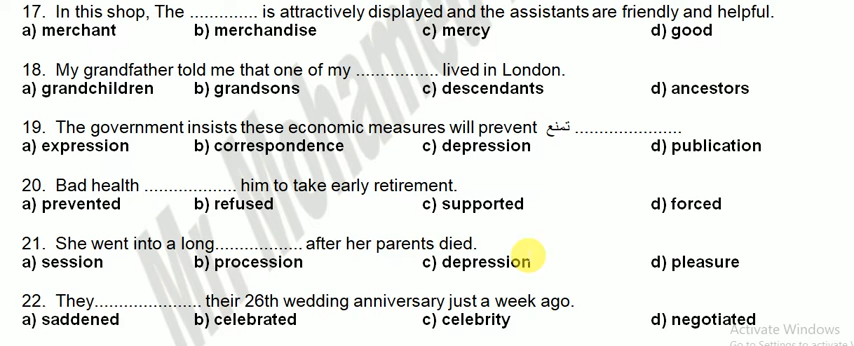 17. In this shop, The ............. is attractively displayed and the assistants are friendly and helpful.
a) merchant b) merchandise c) mercy d) good
18. My grandfather told me that one of my ................ lived in London.
a) grandchildren b) grandsons c) descendants d) ancestors
19. The government insists these economic measures will prevent تمنع .....................
a) expression b) correspondence c) depression d) publication
20. Bad health .................. him to take early retirement.
a) prevented b) refused c) supported d) forced
21. She went into a long................. after her parents died.
a) session b) procession c) depression d) pleasure
22. They..................... their 26th wedding anniversary just a week ago.
a) saddened b) celebrated c) celebrity d) negotiated
Mr. Mohamed
Activate Windows